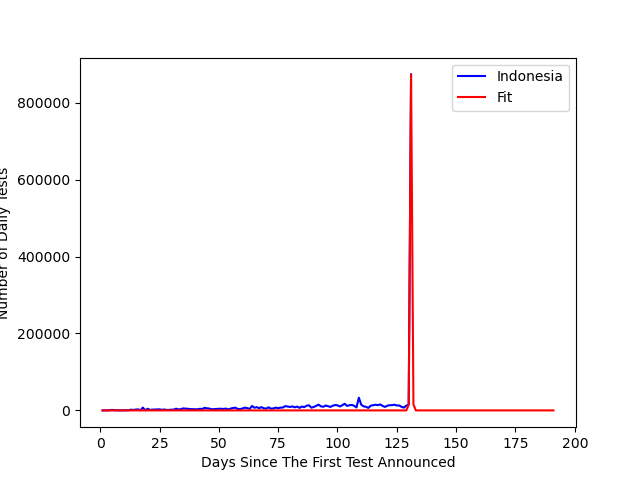 Indonesia
Fit
800000
600000
400000
200000
0
Number of Daily Tests
0 25 50 75 100 125 150 175 200
Days Since The First Test Announced